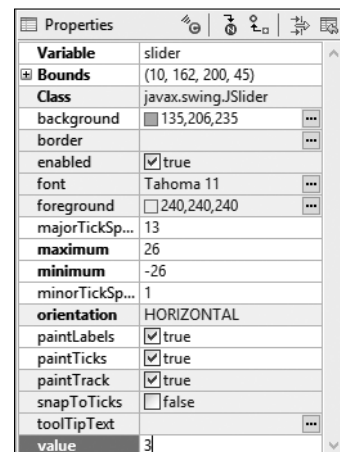 Properties
Variable slider
Bounds (10, 162, 200, 45)
Class javax.swing.JSlider
background 135,206,235 ...
border ...
enabled true
font Tahoma 11 ...
foreground 240,240,240 ...
majorTickSp... 13
maximum 26
minimum -26
minorTickSp... 1
orientation HORIZONTAL
paintLabels true
paintTicks true
paintTrack true
snapToTicks false
toolTipText ...
value 3